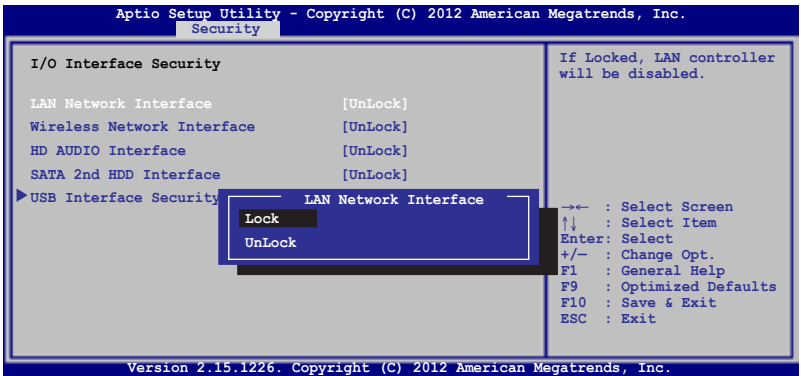 Aptio Setup Utility - Copyright (C) 2012 American Megatrends, Inc.
Security
I/O Interface Security
LAN Network Interface [UnLock]
Wireless Network Interface [UnLock]
HD AUDIO Interface [UnLock]
SATA 2nd HDD Interface [UnLock]
USB Interface Security
LAN Network Interface
Lock
UnLock
If Locked, LAN controller
will be disabled.
→← : Select Screen
↑↓ : Select Item
Enter: Select
+/— : Change Opt.
F1 : General Help
F9 : Optimized Defaults
F10 : Save & Exit
ESC : Exit
Version 2.15.1226. Copyright (C) 2012 American Megatrends, Inc.